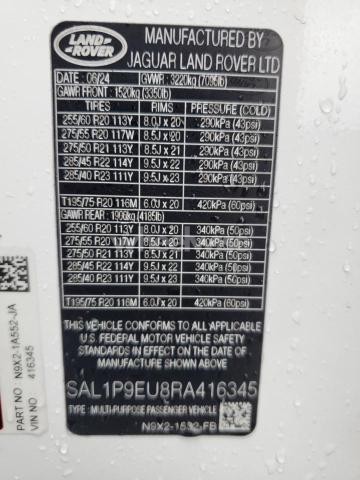 LAND ROVER
MANUFACTURED BY
JAGUAR LAND ROVER LTD
DATE : 06/24 GVWR : 3220kg (7095lb)
GAWR FRONT : 1520kg (3350lb)
TIRES RIMS PRESSURE (COLD)
255/60 R20 113Y 8.0J x 20 290kPa (43psi)
275/55 R20 117W 8.5J x 20 290kPa (43psi)
275/50 R21 113Y 8.5J x 21 290kPa (43psi)
285/45 R22 114Y 9.5J x 22 290kPa (43psi)
285/40 R23 111Y 9.5J x 23 290kPa (43psi)
T195/75 R20 116M 6.0J x 20 420kPa (60psi)
GAWR REAR : 1900kg (4185lb)
255/60 R20 113Y 8.0J x 20 340kPa (50psi)
275/55 R20 117W 8.5J x 20 340kPa (50psi)
275/50 R21 113Y 8.5J x 21 340kPa (50psi)
285/45 R22 114Y 9.5J x 22 340kPa (50psi)
285/40 R23 111Y 9.5J x 23 340kPa (50psi)
T195/75 R20 116M 6.0J x 20 420kPa (60psi)
THIS VEHICLE CONFORMS TO ALL APPLICABLE
U.S. FEDERAL MOTOR VEHICLE SAFETY, BUMPER
AND THEFT PREVENTION STANDARDS IN EFFECT
ON THE DATE OF MANUFACTURE SHOWN ABOVE.
SAL1P9EU8RA416345
TYPE: MULTI-PURPOSE PASSENGER VEHICLE
N9X2-1532-FB
PART NO : N9X2-1A552-JA
VIN NO 416345